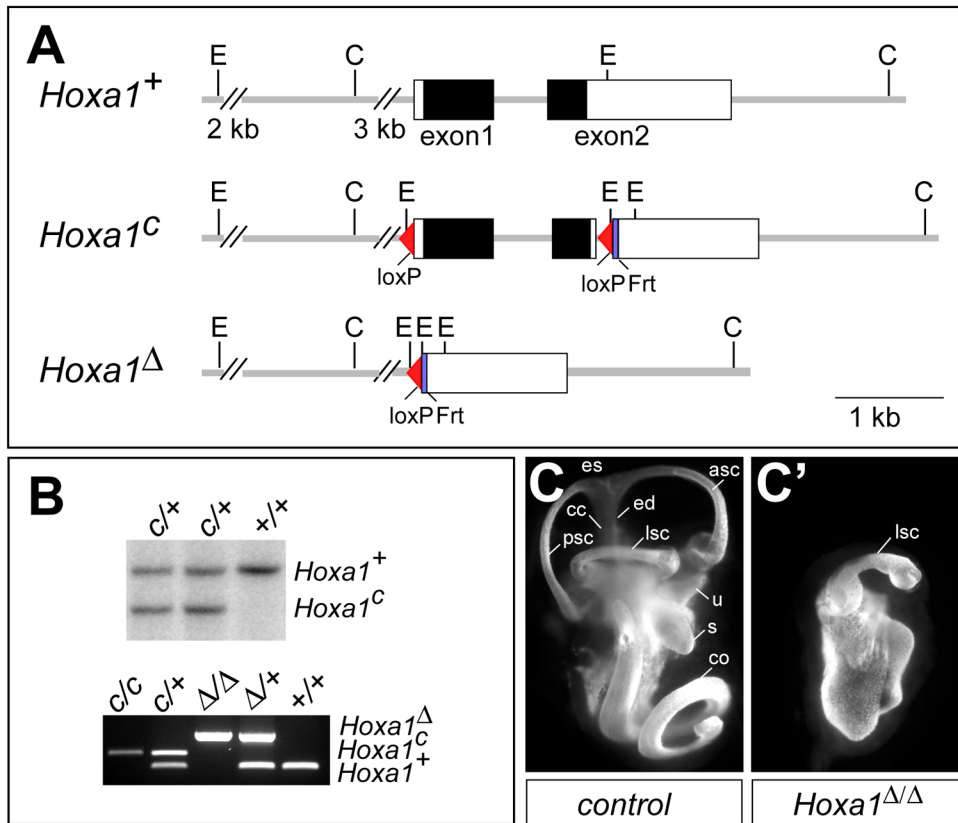 A
E C E C
Hoxa1+
2 kb 3 kb exon1 exon2
E C E E E C
Hoxa1c
loxP loxP Frt
E C E E E C
Hoxa1Δ
loxP Frt
1 kb
B
c/+ c/+ +/+
Hoxa1+
Hoxa1c
c/c c/+ Δ/Δ Δ/+ +/+
Hoxa1Δ
Hoxa1c
Hoxa1+
C
es asc
cc ed
psc lsc
u
s
co
control
C'
lsc
Hoxa1Δ/Δ